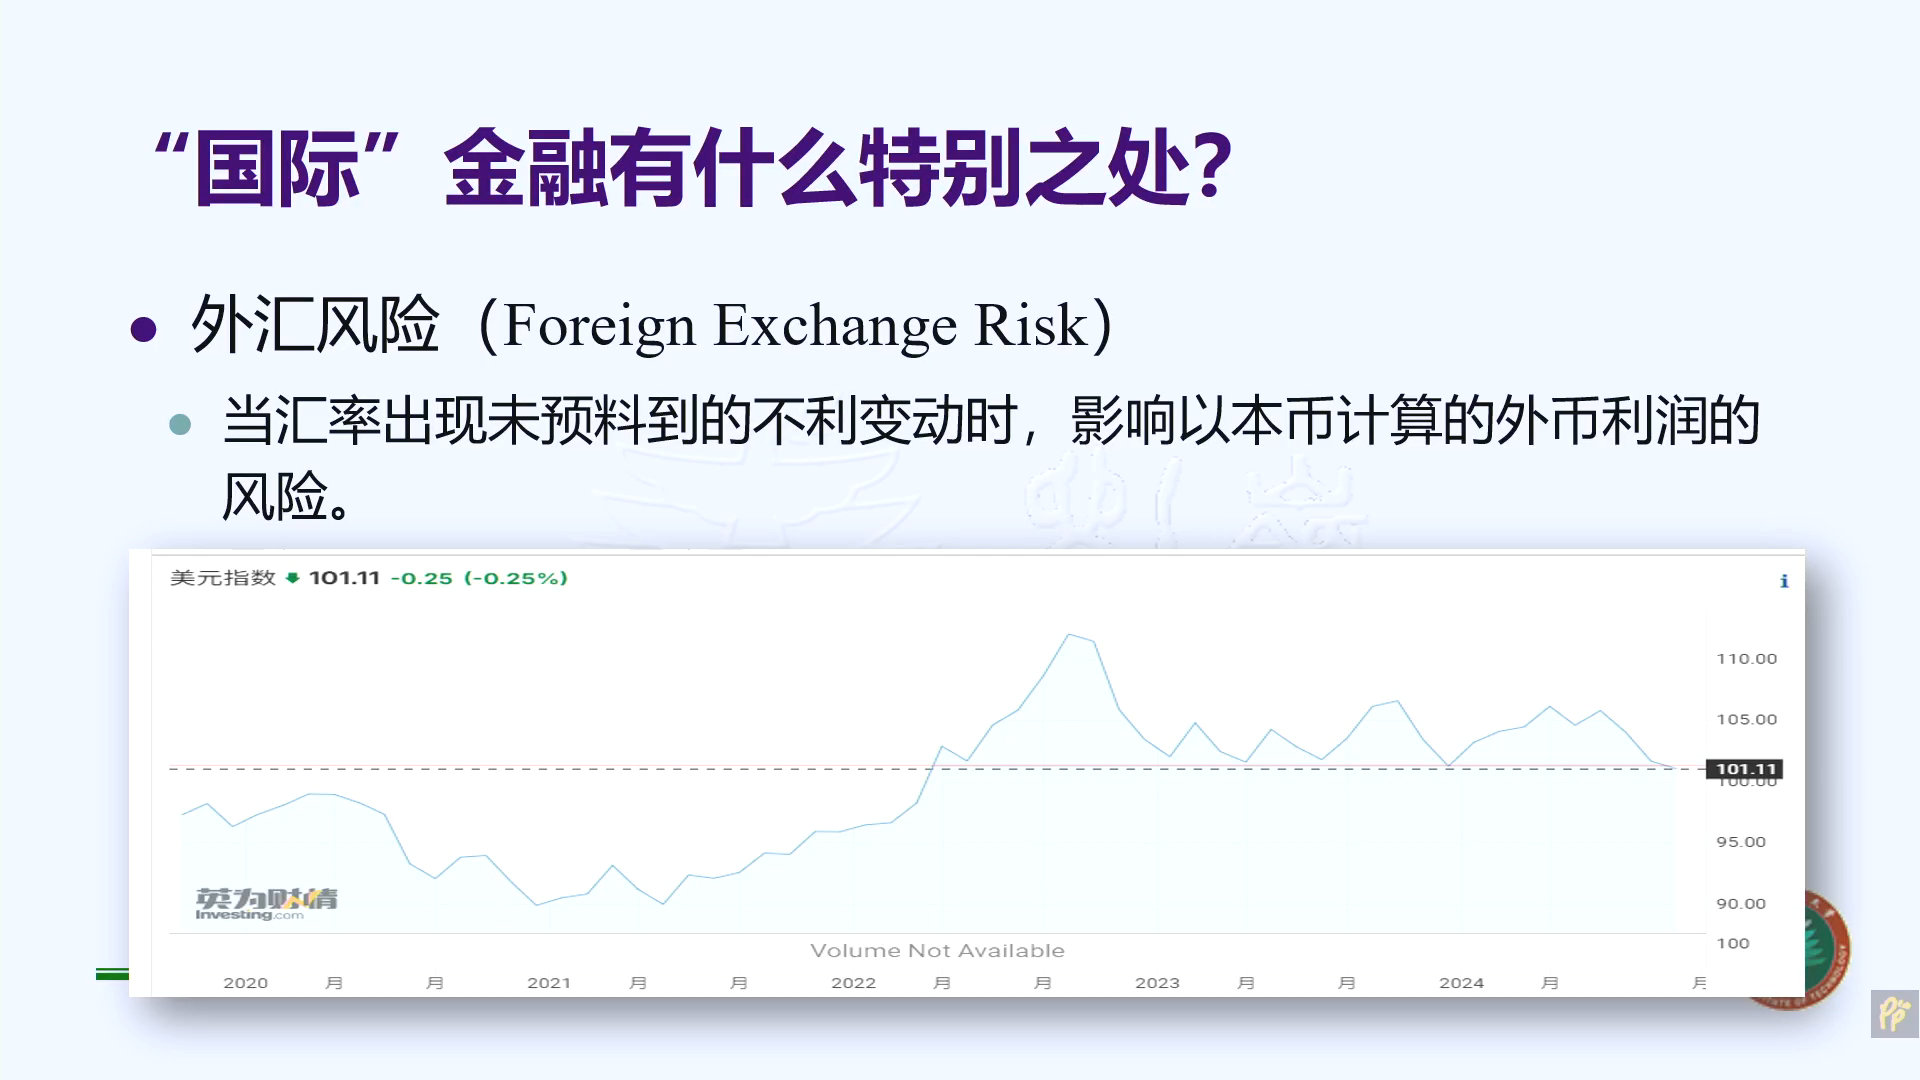 “国际”金融有什么特别之处？
外汇风险（Foreign Exchange Risk）
当汇率出现未预料到的不利变动时，影响以本币计算的外币利润的
风险。
美元指数 101.11 -0.25 (-0.25%)
i
110.00
105.00
101.11
100.00
95.00
90.00
100
英为财情
Investing.com
Volume Not Available
2020 月 月 2021 月 月 2022 月 月 2023 月 月 2024 月 月